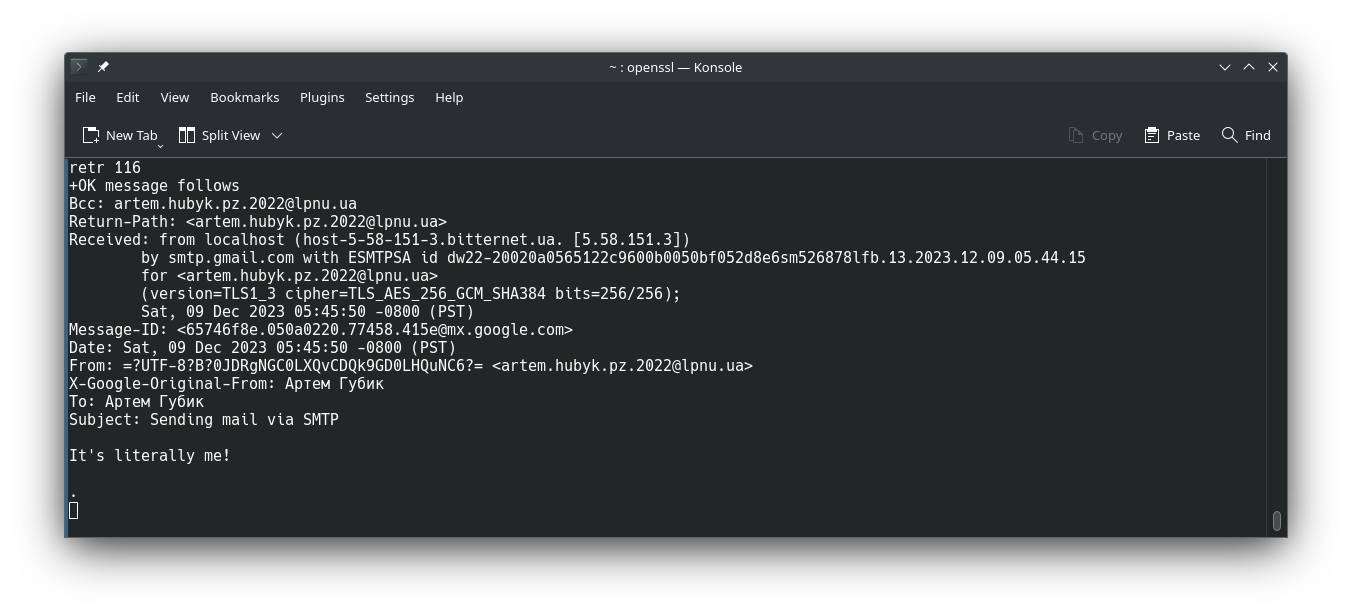 ~ : openssl — Konsole
File Edit View Bookmarks Plugins Settings Help
New Tab Split View Copy Paste Find
retr 116
+OK message follows
Bcc: artem.hubyk.pz.2022@lpnu.ua
Return-Path: <artem.hubyk.pz.2022@lpnu.ua>
Received: from localhost (host-5-58-151-3.bitternet.ua. [5.58.151.3])
        by smtp.gmail.com with ESMTPSA id dw22-20020a0565122c9600b0050bf052d8e6sm526878lfb.13.2023.12.09.05.44.15
        for <artem.hubyk.pz.2022@lpnu.ua>
        (version=TLS1_3 cipher=TLS_AES_256_GCM_SHA384 bits=256/256);
        Sat, 09 Dec 2023 05:45:50 -0800 (PST)
Message-ID: <65746f8e.050a0220.77458.415e@mx.google.com>
Date: Sat, 09 Dec 2023 05:45:50 -0800 (PST)
From: =?UTF-8?B?0JDRgNGC0LXQvCDQk9GD0LHQuNC6?= <artem.hubyk.pz.2022@lpnu.ua>
X-Google-Original-From: Артем Губик
To: Артем Губик
Subject: Sending mail via SMTP

It's literally me!

.